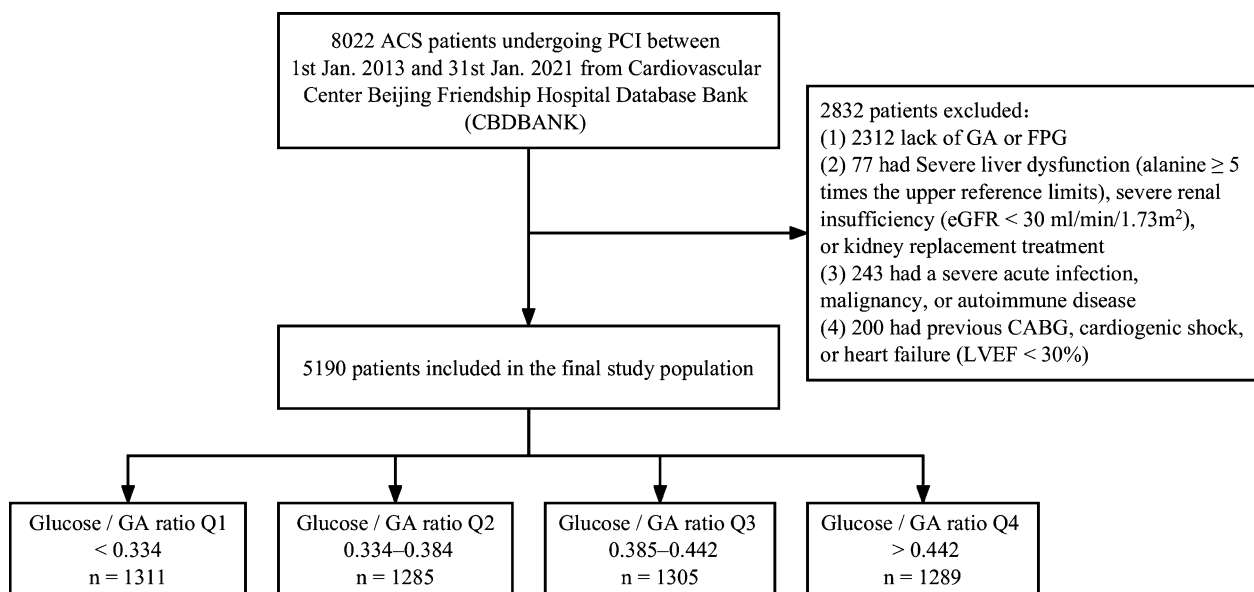 8022 ACS patients undergoing PCI between
1st Jan. 2013 and 31st Jan. 2021 from Cardiovascular
Center Beijing Friendship Hospital Database Bank
(CBDBANK)
2832 patients excluded:
(1) 2312 lack of GA or FPG
(2) 77 had Severe liver dysfunction (alanine ≥ 5
times the upper reference limits), severe renal
insufficiency (eGFR < 30 ml/min/1.73m²),
or kidney replacement treatment
(3) 243 had a severe acute infection,
malignancy, or autoimmune disease
(4) 200 had previous CABG, cardiogenic shock,
or heart failure (LVEF < 30%)
5190 patients included in the final study population
Glucose / GA ratio Q1
< 0.334
n = 1311
Glucose / GA ratio Q2
0.334–0.384
n = 1285
Glucose / GA ratio Q3
0.385–0.442
n = 1305
Glucose / GA ratio Q4
> 0.442
n = 1289